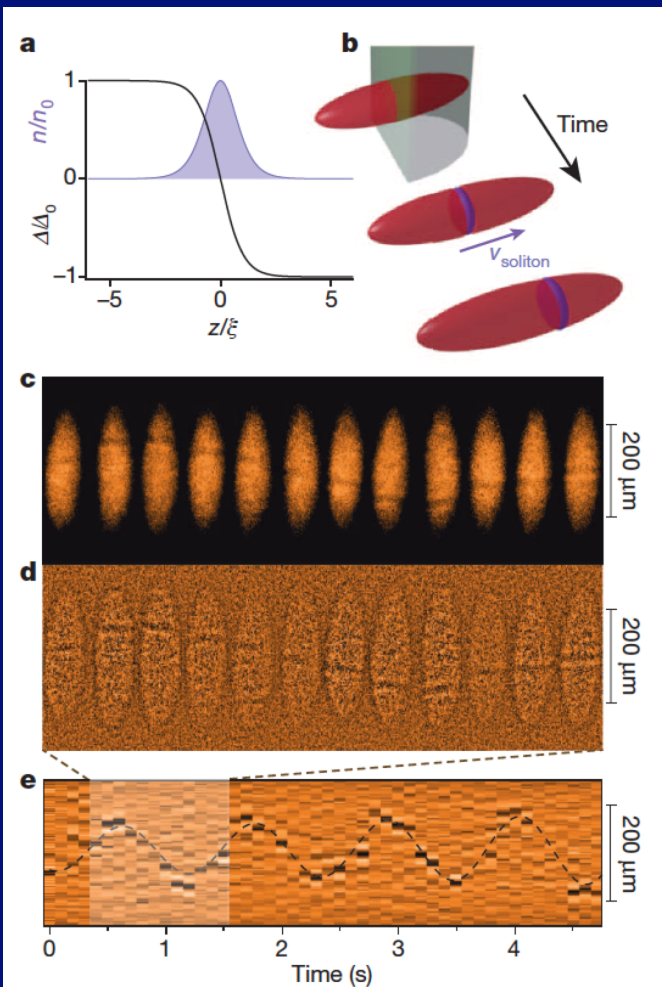 a
b
n/n₀
Δ/Δ₀
1
0
−1
−5
0
5
z/ξ
Time
Vsoliton
c
200 μm
d
200 μm
e
200 μm
0
1
2
3
4
Time (s)